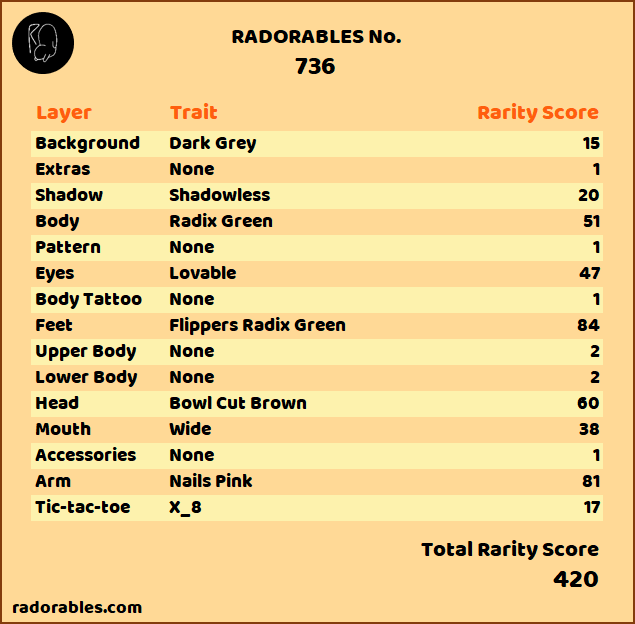 RADORABLES No.
736
Layer Trait Rarity Score
Background Dark Grey 15
Extras None 1
Shadow Shadowless 20
Body Radix Green 51
Pattern None 1
Eyes Lovable 47
Body Tattoo None 1
Feet Flippers Radix Green 84
Upper Body None 2
Lower Body None 2
Head Bowl Cut Brown 60
Mouth Wide 38
Accessories None 1
Arm Nails Pink 81
Tic-tac-toe X_8 17
Total Rarity Score
420
radorables.com